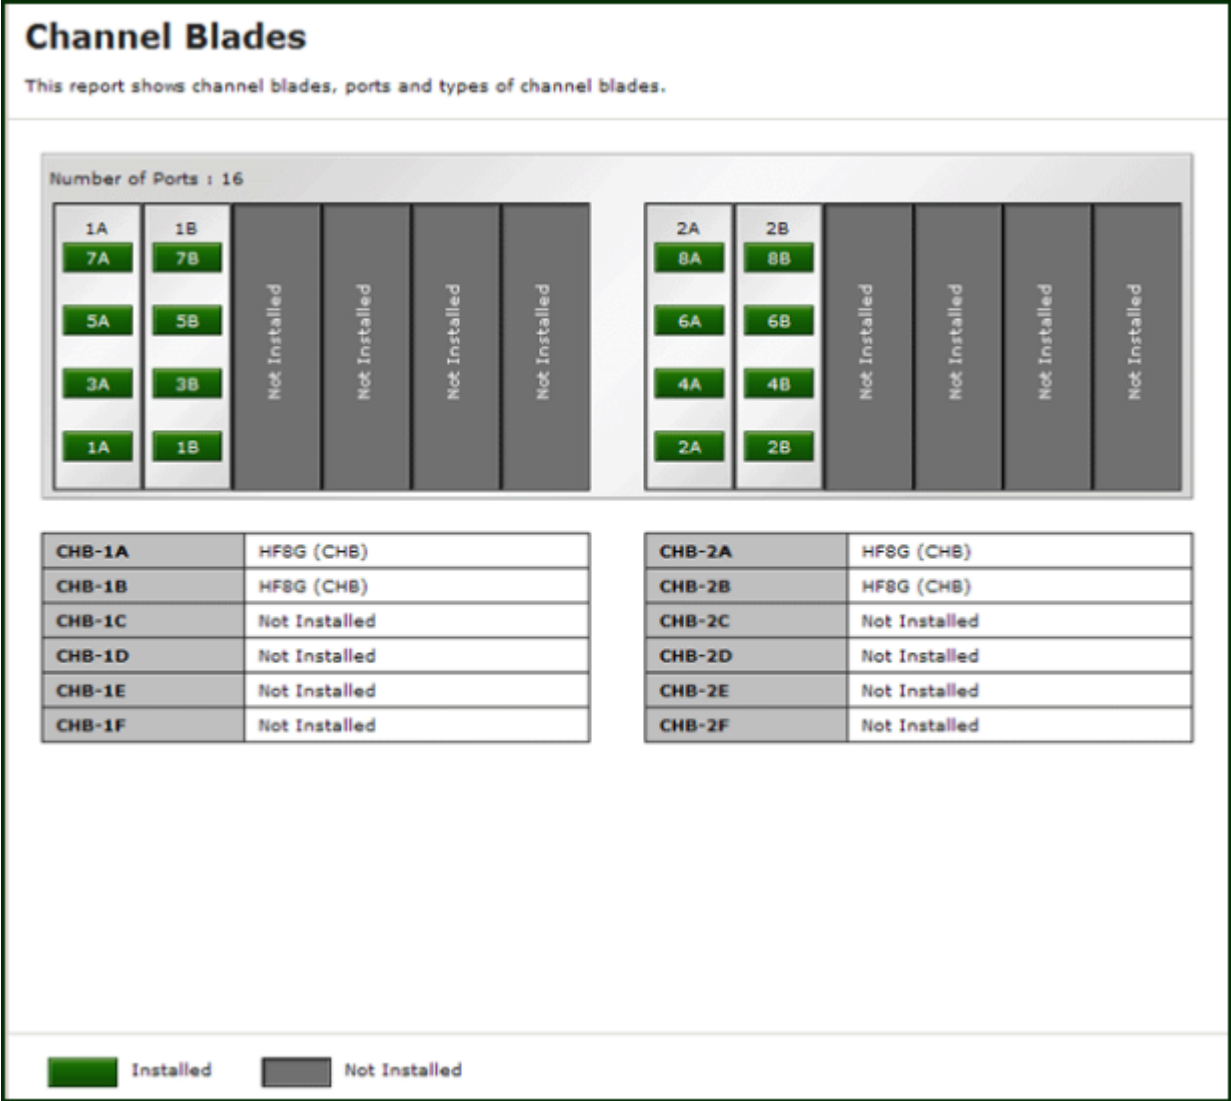 Channel Blades
This report shows channel blades, ports and types of channel blades.
Number of Ports : 16
1A 1B
7A 7B
5A 5B
3A 3B
1A 1B
Not Installed
Not Installed
Not Installed
Not Installed
2A 2B
8A 8B
6A 6B
4A 4B
2A 2B
Not Installed
Not Installed
Not Installed
Not Installed
CHB-1A HF8G (CHB)
CHB-1B HF8G (CHB)
CHB-1C Not Installed
CHB-1D Not Installed
CHB-1E Not Installed
CHB-1F Not Installed
CHB-2A HF8G (CHB)
CHB-2B HF8G (CHB)
CHB-2C Not Installed
CHB-2D Not Installed
CHB-2E Not Installed
CHB-2F Not Installed
Installed Not Installed